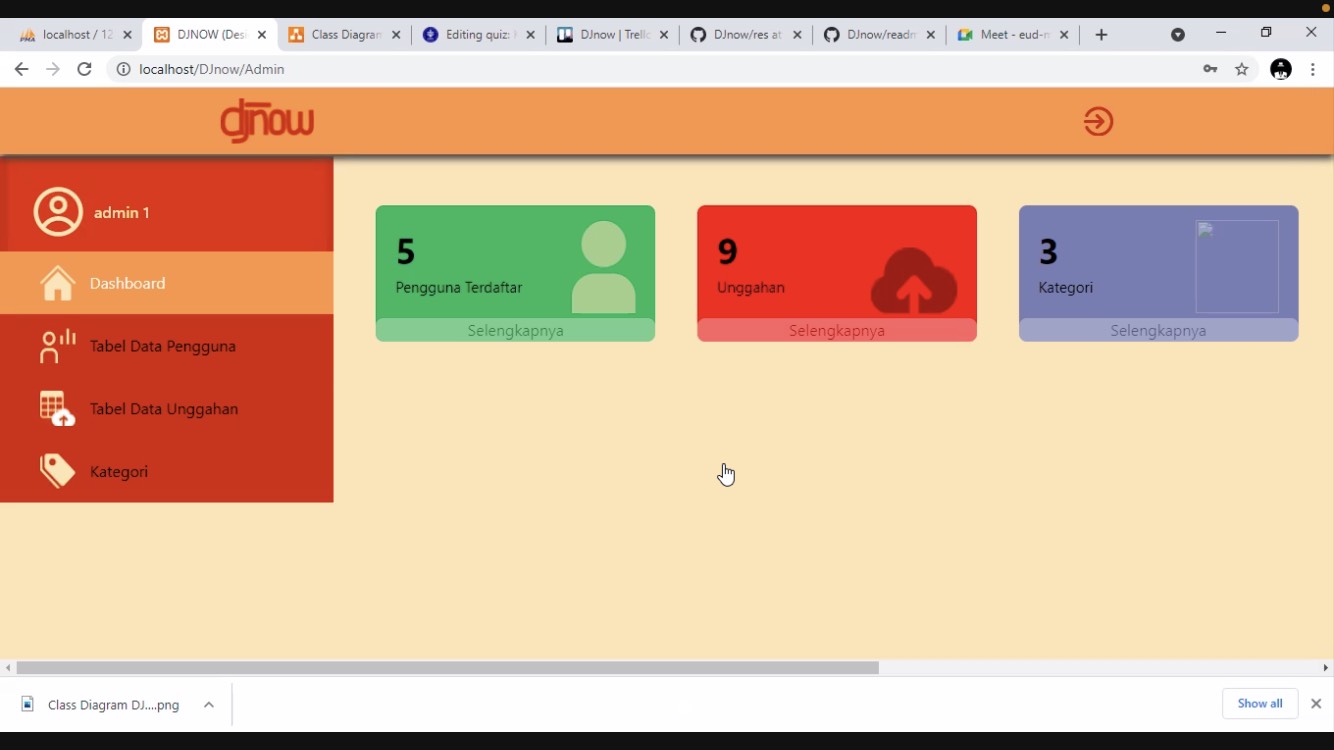 localhost / 12
DJNOW (Desi
Class Diagram
Editing quiz:
DJnow | Trello
DJnow/res at
DJnow/readm
Meet - eud-m
localhost/DJnow/Admin
djnow
admin 1
Dashboard
Tabel Data Pengguna
Tabel Data Unggahan
Kategori
5
Pengguna Terdaftar
Selengkapnya
9
Unggahan
Selengkapnya
3
Kategori
Selengkapnya
Class Diagram DJ....png
Show all